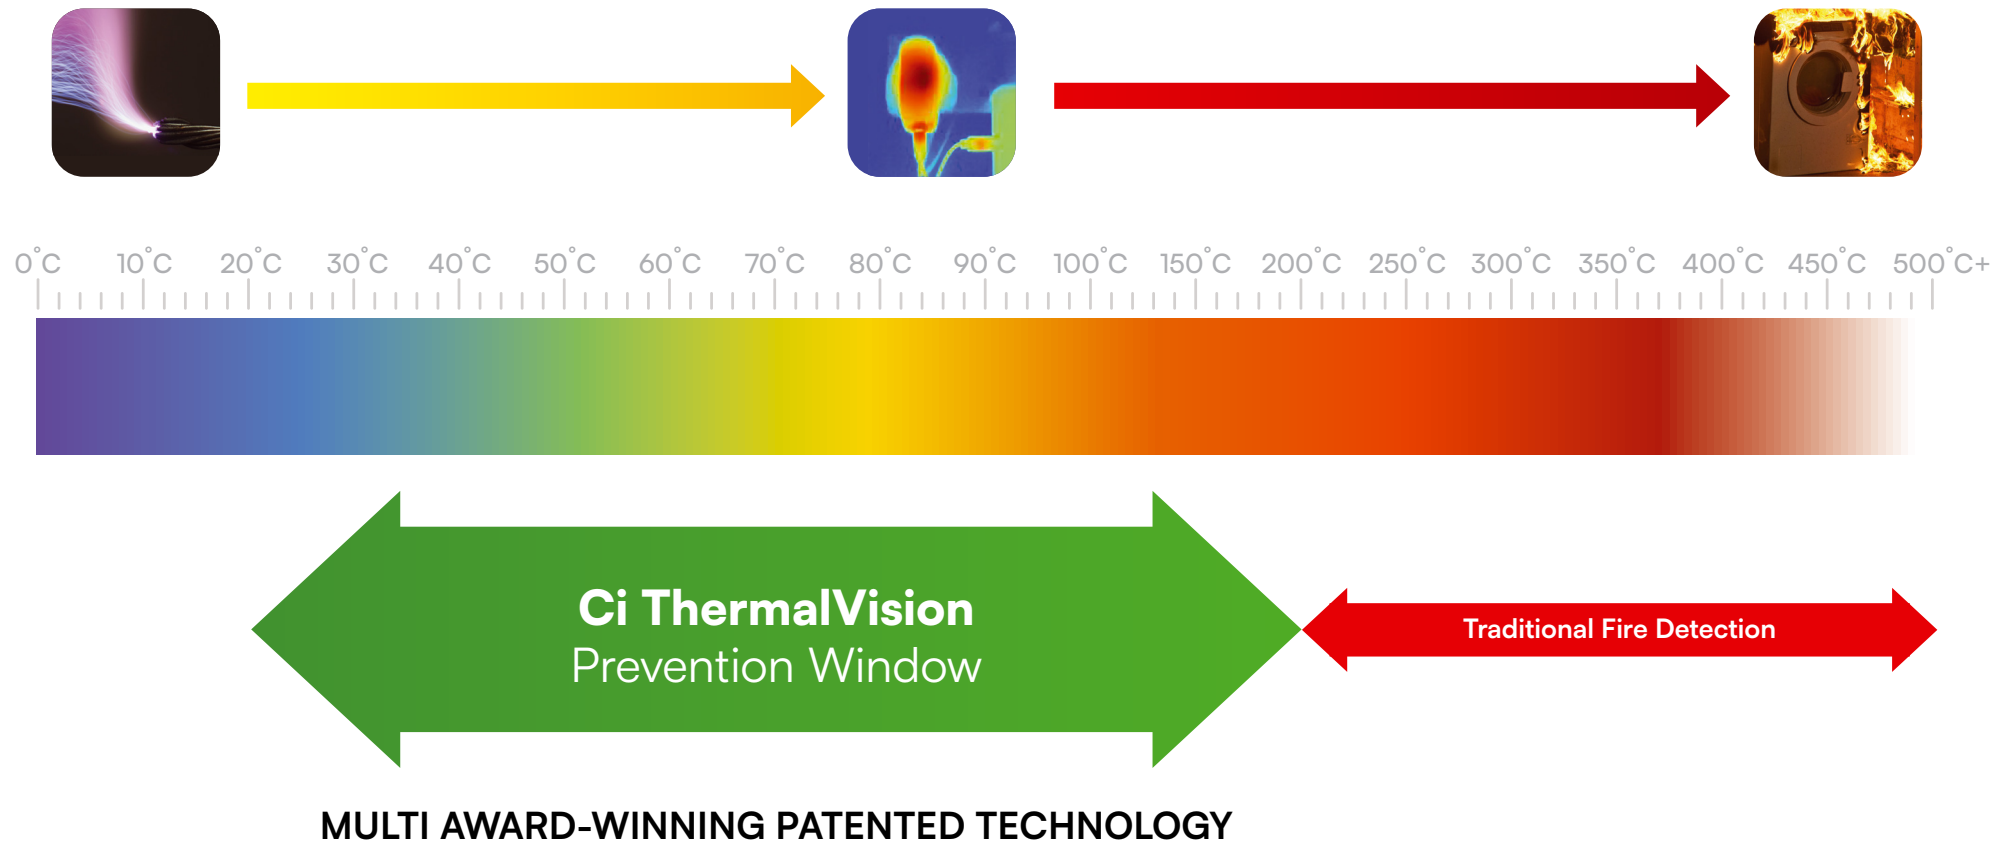 0°C 10°C 20°C 30°C 40°C 50°C 60°C 70°C 80°C 90°C 100°C 150°C 200°C 250°C 300°C 350°C 400°C 450°C 500°C+
Ci ThermalVision
Prevention Window
Traditional Fire Detection
MULTI AWARD-WINNING PATENTED TECHNOLOGY